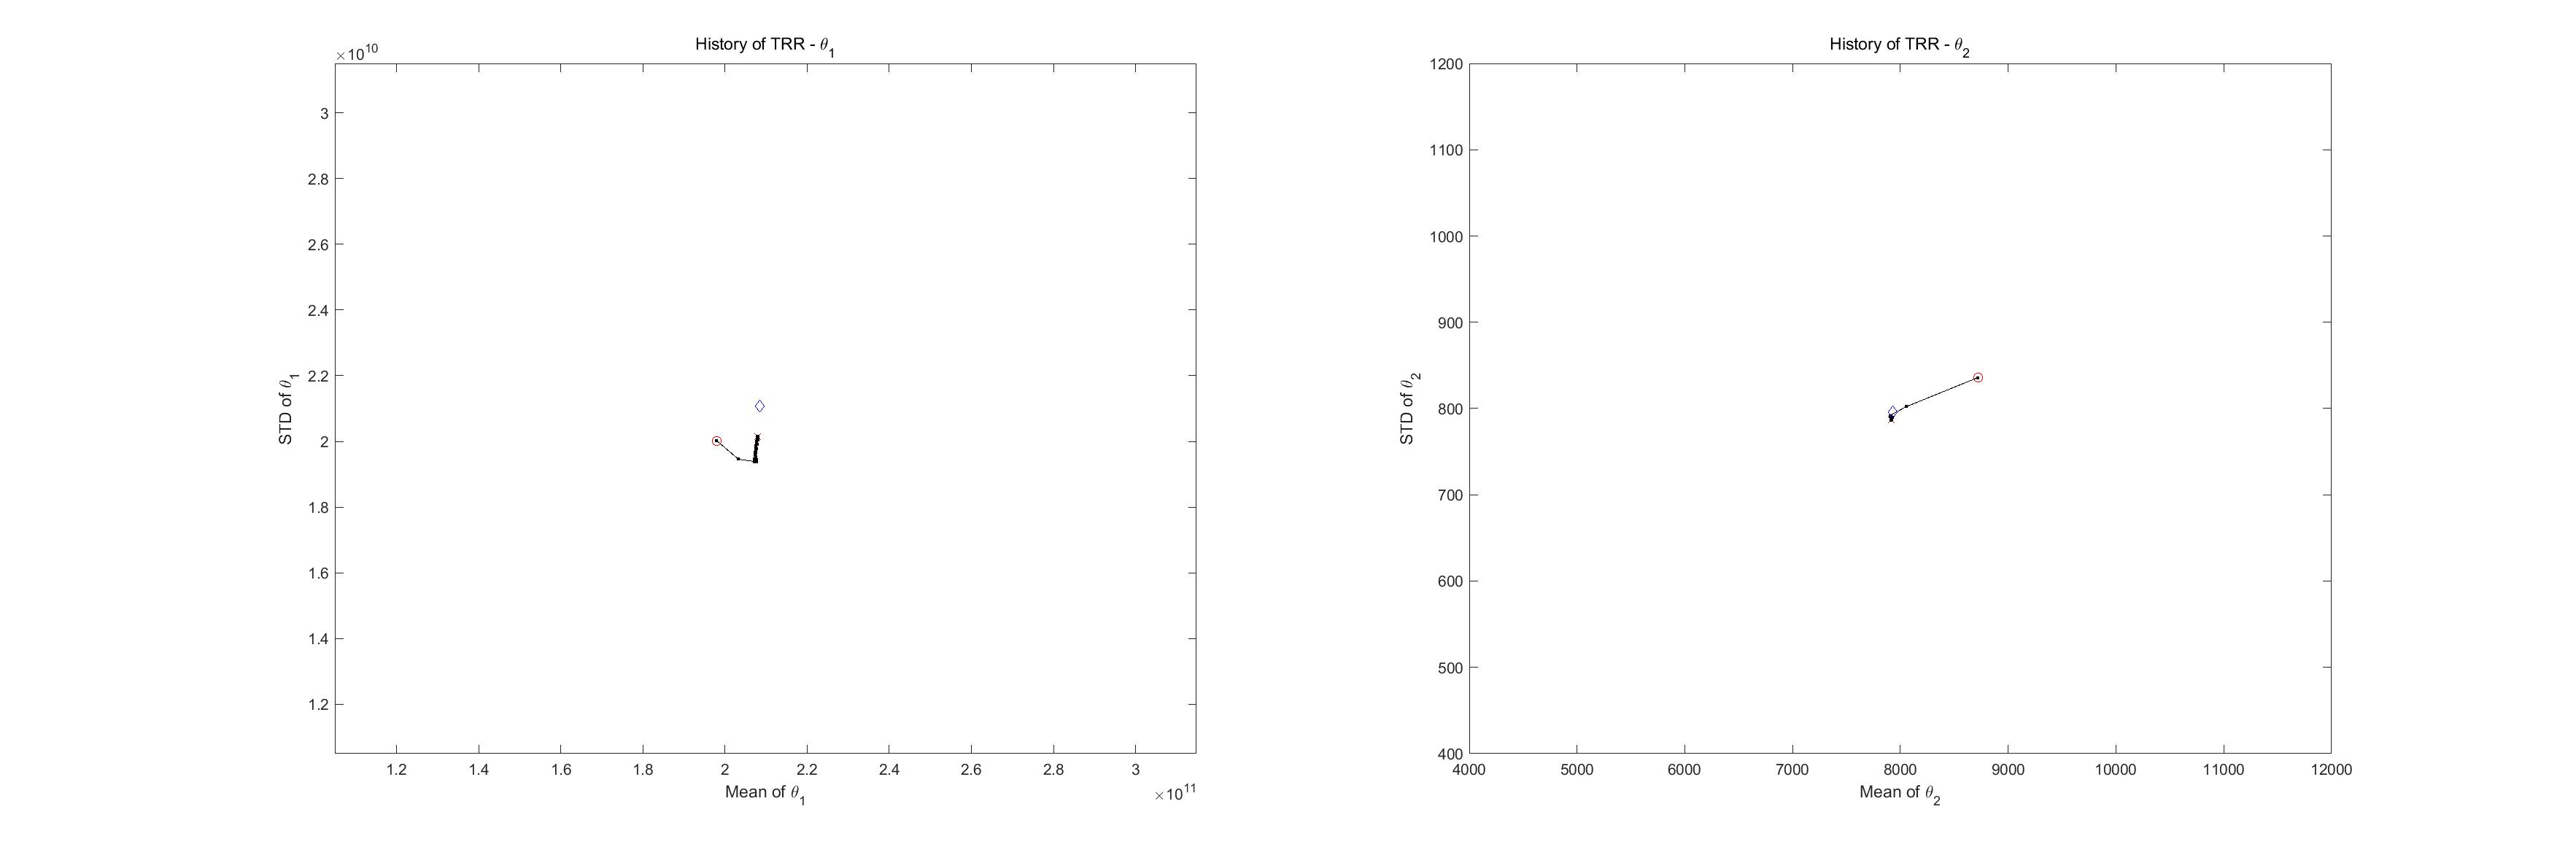 History of TRR - θ1
×10^10
3
2.8
2.6
2.4
2.2
2
1.8
1.6
1.4
1.2
STD of θ1
1.2 1.4 1.6 1.8 2 2.2 2.4 2.6 2.8 3
Mean of θ1
×10^11
History of TRR - θ2
1200
1100
1000
900
800
700
600
500
400
STD of θ2
4000 5000 6000 7000 8000 9000 10000 11000 12000
Mean of θ2